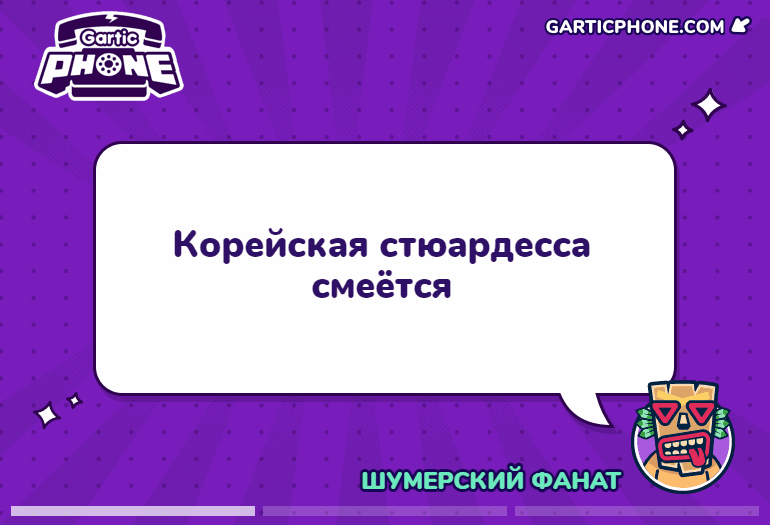 Gartic
PHONE
GARTICPHONE.COM
Корейская стюардесса
смеётся
ШУМЕРСКИЙ ФАНАТ